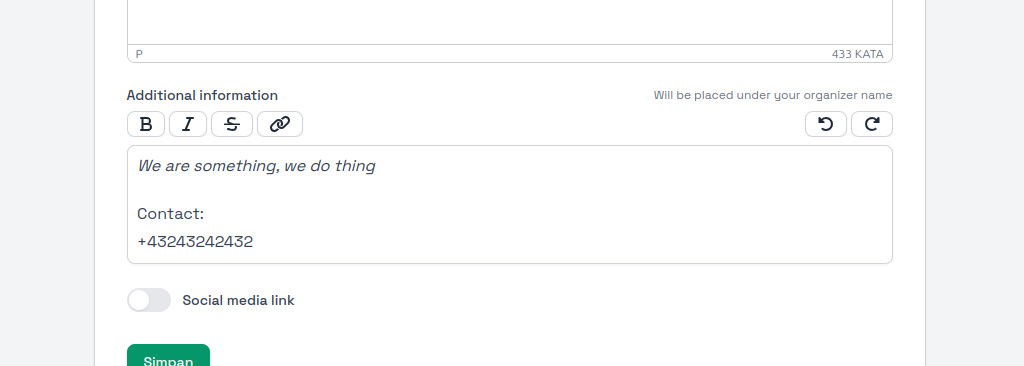 P
433 KATA
Additional information
Will be placed under your organizer name
B I S
We are something, we do thing
Contact:
+43243242432
Social media link
Simpan